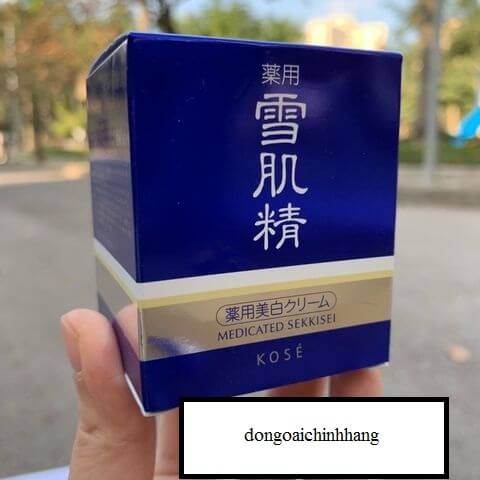 薬用
雪肌精
薬用美白クリーム
MEDICATED SEKKISEI
KOSÉ
dongoaichinhhang